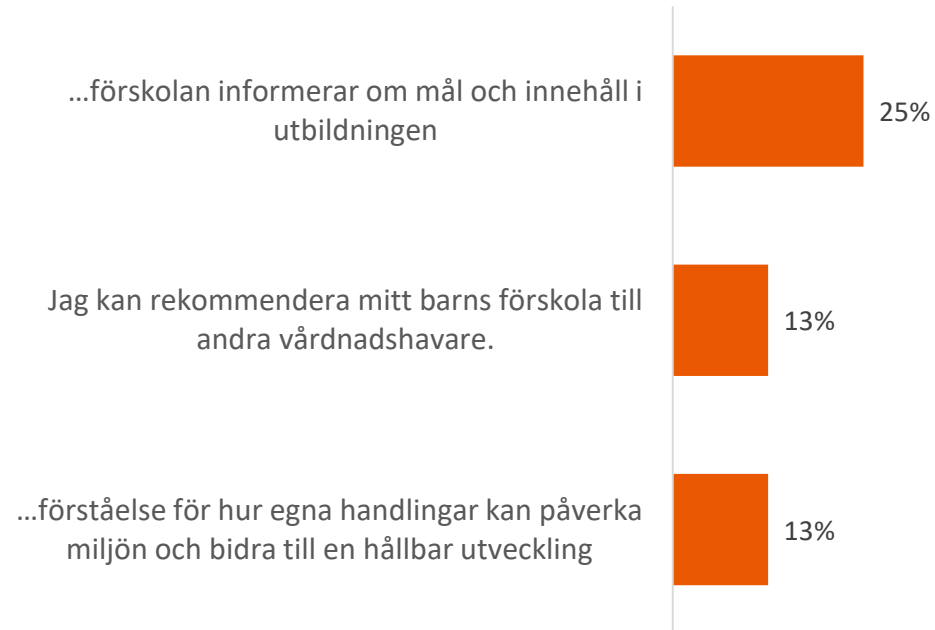 ...förskolan informerar om mål och innehåll i
utbildningen
25%
Jag kan rekommendera mitt barns förskola till
andra vårdnadshavare.
13%
...förståelse för hur egna handlingar kan påverka
miljön och bidra till en hållbar utveckling
13%